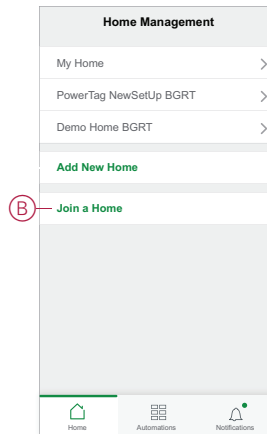 Home Management
My Home
PowerTag NewSetUp BGRT
Demo Home BGRT
Add New Home
B
Join a Home
Home
Automations
Notifications